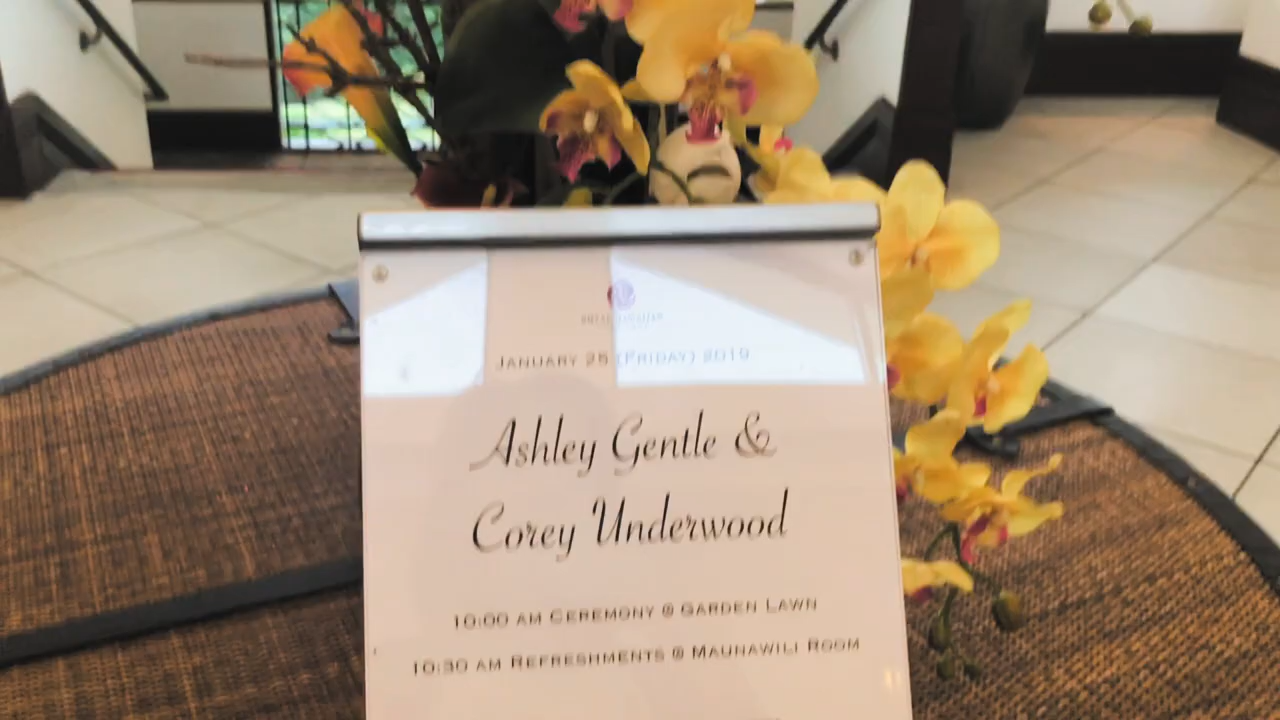 January 25 (Friday) 2019
Ashley Gentle &
Corey Underwood
10:00 am Ceremony @ Garden Lawn
10:30 am Refreshments @ Maunawili Room